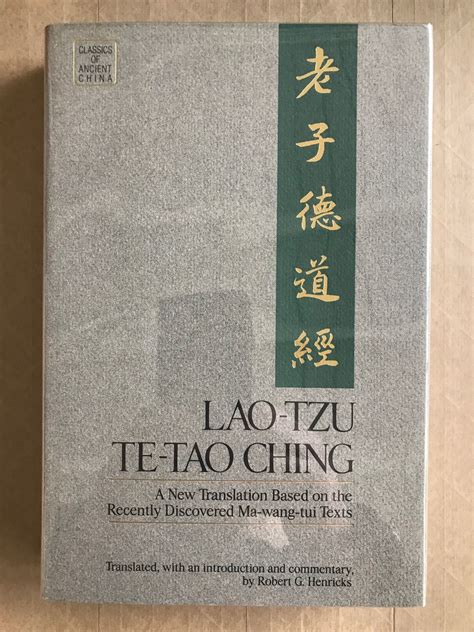 CLASSICS
OF
ANCIENT
CHINA
老子德道經
LAO-TZU
TE-TAO CHING
A New Translation Based on the
Recently Discovered Ma-wang-tui Texts
Translated, with an introduction and commentary,
by Robert G. Henricks